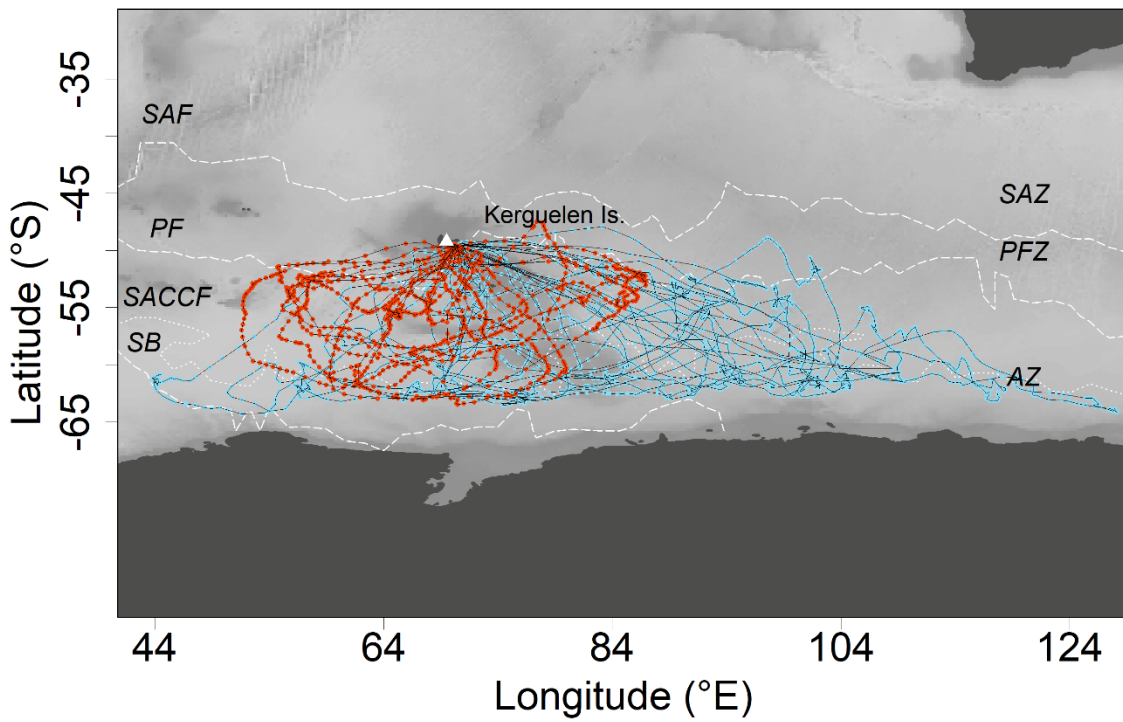 -35
-45
-55
-65
Latitude (°S)
SAF
PF
SACCF
SB
Kerguelen Is.
SAZ
PFZ
AZ
44
64
84
104
124
Longitude (°E)